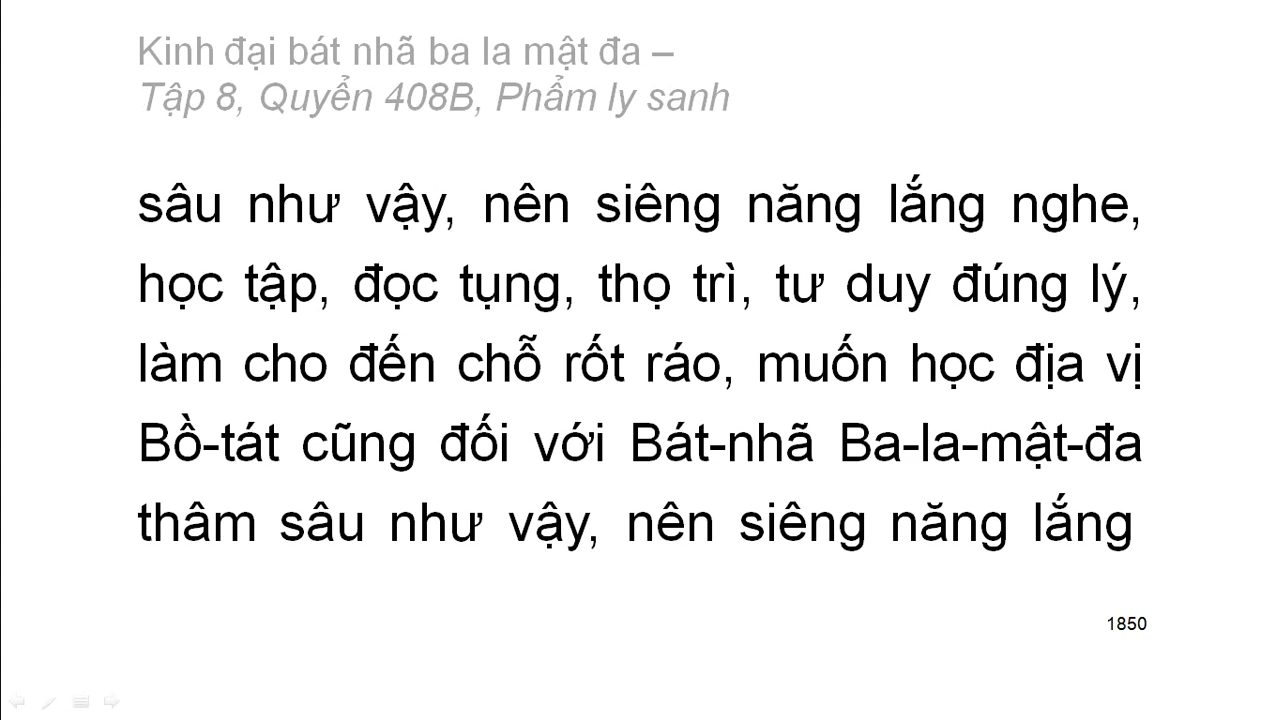 Kinh đại bát nhã ba la mật đa –
Tập 8, Quyển 408B, Phẩm ly sanh
sâu như vậy, nên siêng năng lắng nghe,
học tập, đọc tụng, thọ trì, tư duy đúng lý,
làm cho đến chỗ rốt ráo, muốn học địa vị
Bồ-tát cũng đối với Bát-nhã Ba-la-mật-đa
thâm sâu như vậy, nên siêng năng lắng
1850